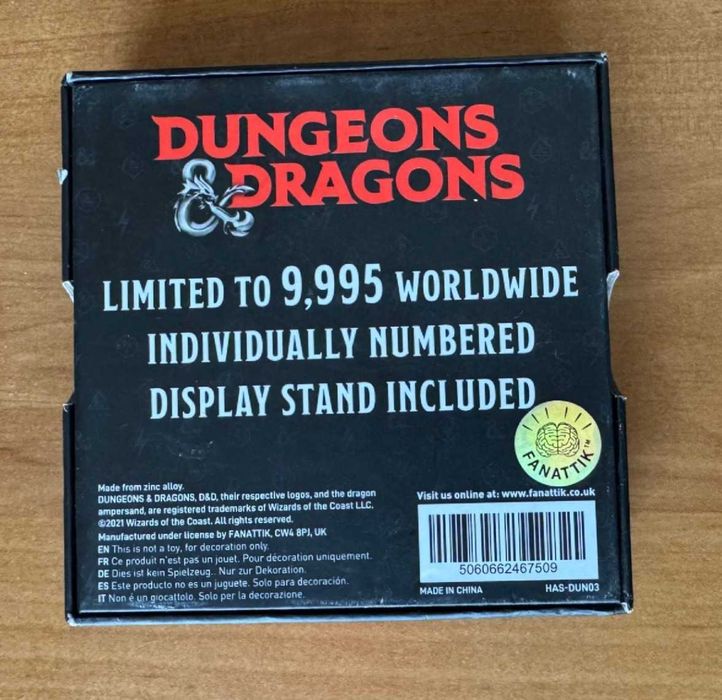 DUNGEONS
& DRAGONS
LIMITED TO 9,995 WORLDWIDE
INDIVIDUALLY NUMBERED
DISPLAY STAND INCLUDED
FANATTIK™
Made from zinc alloy.
DUNGEONS & DRAGONS, D&D, their respective logos, and the dragon
ampersand, are registered trademarks of Wizards of the Coast LLC.
©2021 Wizards of the Coast. All rights reserved.
Manufactured under license by FANATTIK, CW4 8PJ, UK
EN This is not a toy, for decoration only.
FR Ce produit n'est pas un jouet. Pour décoration uniquement.
DE Dies ist kein Spielzeug.. Nur zur Dekoration.
ES Este producto no es un juguete. Solo para decoración.
IT Non è un giocattolo. Solo per la decorazione.
Visit us online at: www.fanattik.co.uk
5060662467509
MADE IN CHINA HAS-DUN03